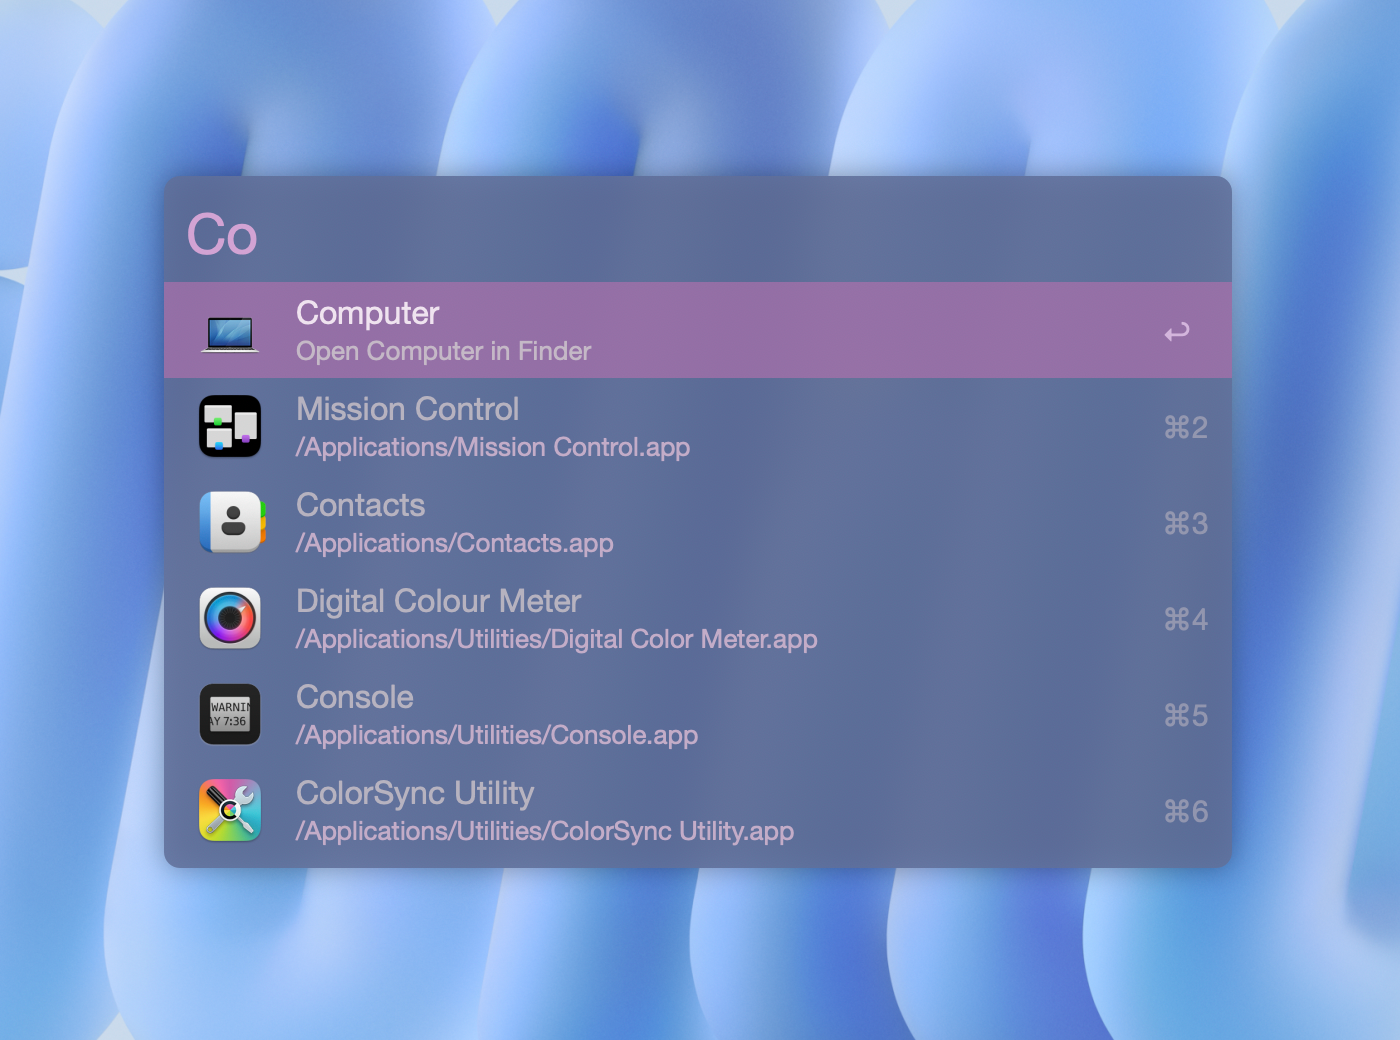 Co
Computer
Open Computer in Finder
↩
Mission Control
/Applications/Mission Control.app
⌘2
Contacts
/Applications/Contacts.app
⌘3
Digital Colour Meter
/Applications/Utilities/Digital Color Meter.app
⌘4
WARNIN
AY 7:36
Console
/Applications/Utilities/Console.app
⌘5
ColorSync Utility
/Applications/Utilities/ColorSync Utility.app
⌘6